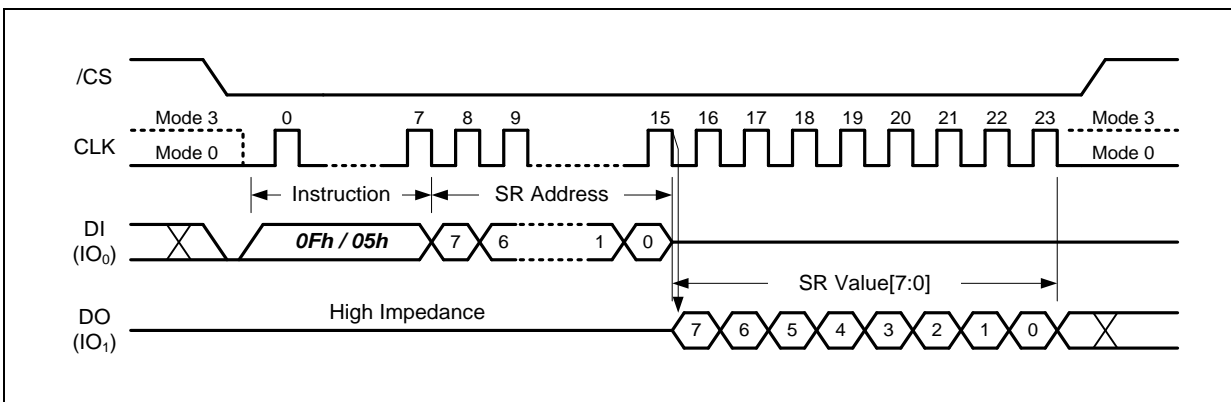 /CS
Mode 3 0 7 8 9 15 16 17 18 19 20 21 22 23 Mode 3
CLK
Mode 0 Mode 0
Instruction SR Address
DI
(IO0)
0Fh / 05h 7 6 1 0
SR Value[7:0]
High Impedance
DO
(IO1)
7 6 5 4 3 2 1 0